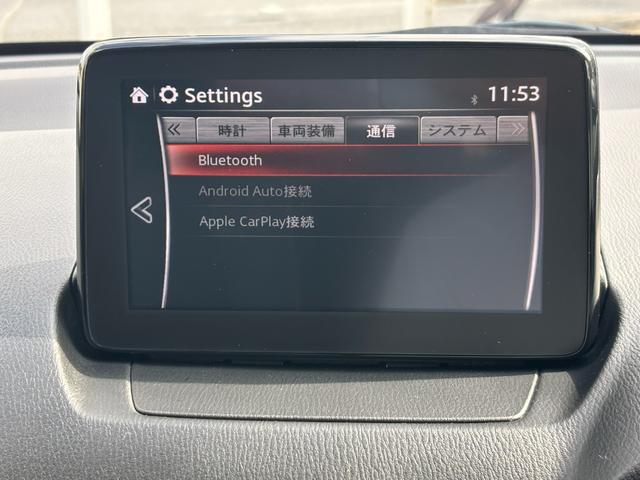 Settings 11:53
時計 車両装備 通信 システム
Bluetooth
Android Auto接続
Apple CarPlay接続